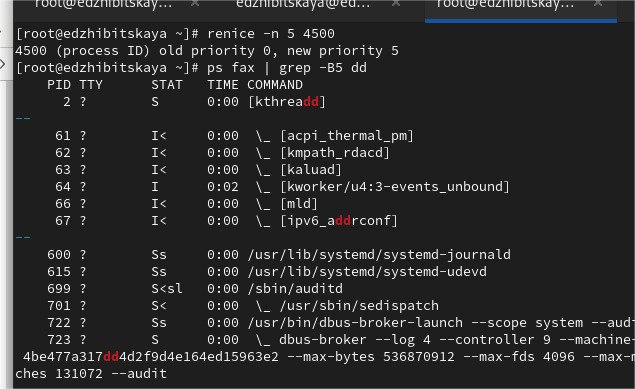 root@edzhibitskay... edzhibitskaya@ed... root@edzhibitskay...
[root@edzhibitskaya ~]# renice -n 5 4500
4500 (process ID) old priority 0, new priority 5
[root@edzhibitskaya ~]# ps fax | grep -B5 dd
PID TTY STAT TIME COMMAND
2 ? S 0:00 [kthreadd]
--
61 ? I< 0:00 \_ [acpi_thermal_pm]
62 ? I< 0:00 \_ [kmpath_rdacd]
63 ? I< 0:00 \_ [kaluad]
64 ? I 0:02 \_ [kworker/u4:3-events_unbound]
66 ? I< 0:00 \_ [mld]
67 ? I< 0:00 \_ [ipv6_addrconf]
--
600 ? Ss 0:00 /usr/lib/systemd/systemd-journald
615 ? Ss 0:00 /usr/lib/systemd/systemd-udevd
699 ? S<sl 0:00 /sbin/auditd
701 ? S< 0:00 \_ /usr/sbin/sedispatch
722 ? Ss 0:00 /usr/bin/dbus-broker-launch --scope system --audi
723 ? S 0:00 \_ dbus-broker --log 4 --controller 9 --machine-
4be477a317dd4d2f9d4e164ed15963e2 --max-bytes 536870912 --max-fds 4096 --max-m
ches 131072 --audit